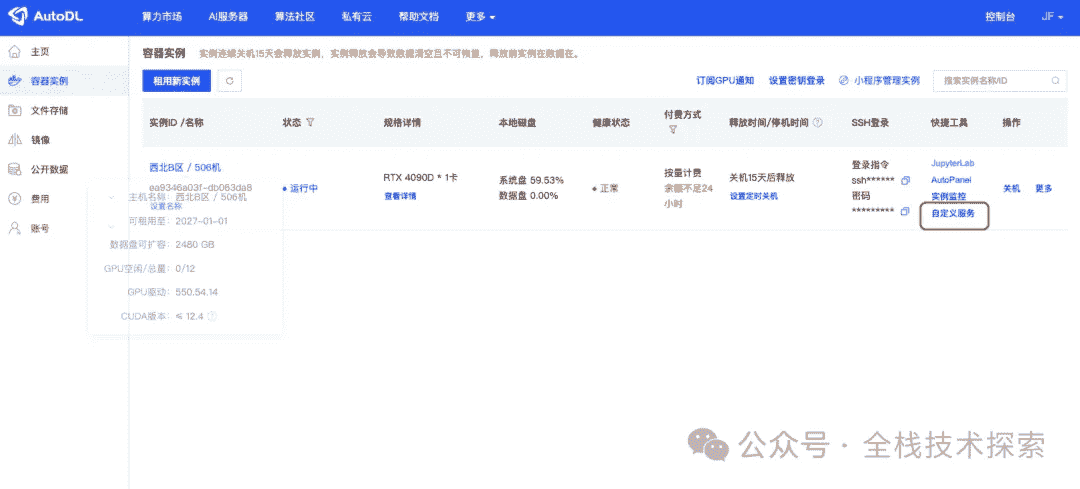 AutoDL
算力市场 AI服务器 算法社区 私有云 帮助文档 更多
控制台 JF
主页
容器实例
文件存储
镜像
公开数据
费用
账号
容器实例 实例连续关机15天会释放实例，实例释放会导致数据清空且不可恢复，释放前实例在数据在。
租用新实例
订阅GPU通知 设置密钥登录 小程序管理实例 搜索实例名称/ID
实例ID /名称 状态 规格详情 本地磁盘 健康状态 付费方式 释放时间/停机时间 SSH登录 快捷工具 操作
西北B区 / 506机
ea9346a03f-db063da8
设置名称
运行中
RTX 4090D * 1卡
查看详情
系统盘 59.53%
数据盘 0.00%
正常
按量计费
余额不足24
小时
关机15天后释放
设置定时关机
登录指令
ssh******
密码
*********
JupyterLab
AutoPanel
实例监控
自定义服务
关机 更多
主机名称: 西北B区 / 506机
可租用至: 2027-01-01
数据盘可扩容: 2480 GB
GPU空闲/总量: 0/12
GPU驱动: 550.54.14
CUDA版本: ≤ 12.4
公众号 · 全栈技术探索